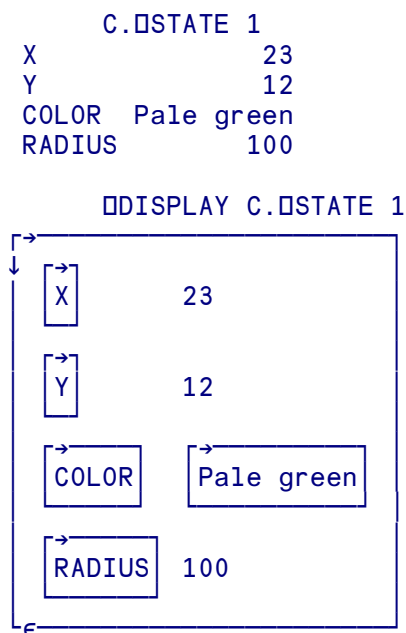 C.⎕STATE 1
X 23
Y 12
COLOR Pale green
RADIUS 100
⎕DISPLAY C.⎕STATE 1
X 23
Y 12
COLOR Pale green
RADIUS 100